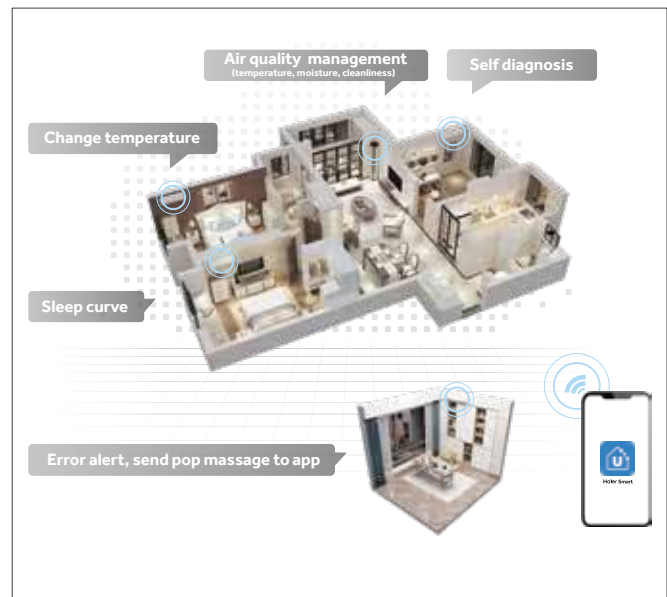 Air quality management
(temperature, moisture, cleanliness)
Self diagnosis
Change temperature
Sleep curve
Error alert, send pop massage to app
U
Haier Smart